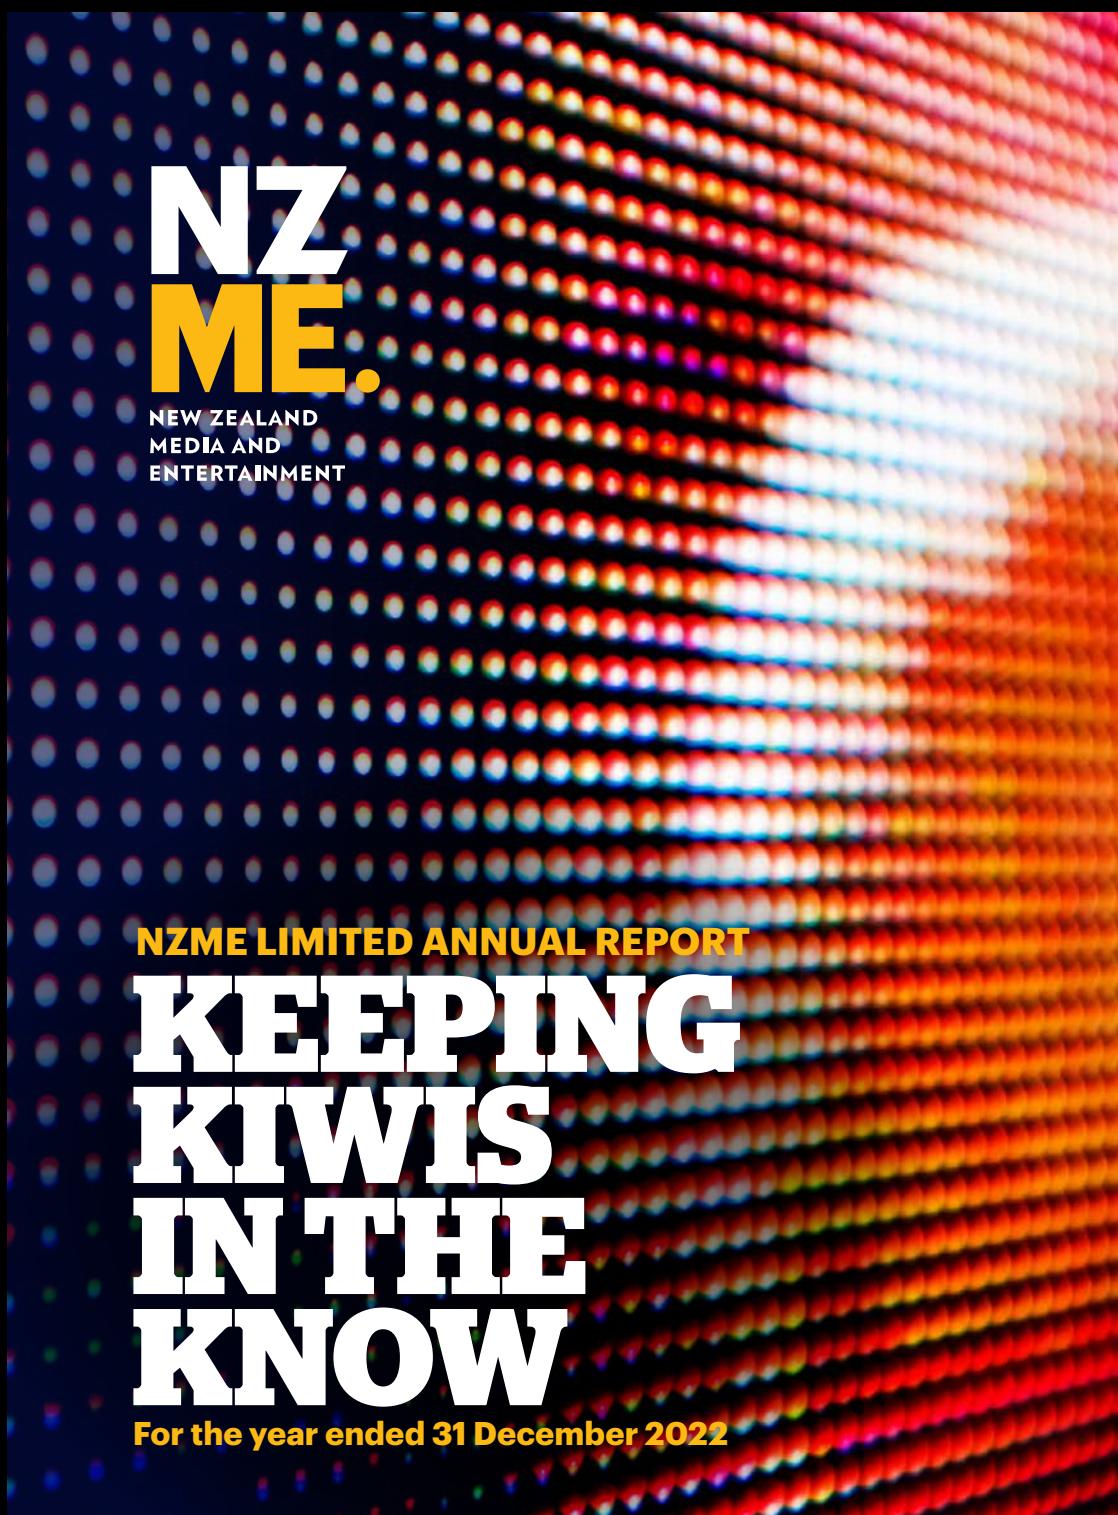 NZ
ME.
NEW ZEALAND
MEDIA AND
ENTERTAINMENT
NZME LIMITED ANNUAL REPORT
KEEPING
KIWIS
IN THE
KNOW
For the year ended 31 December 2022